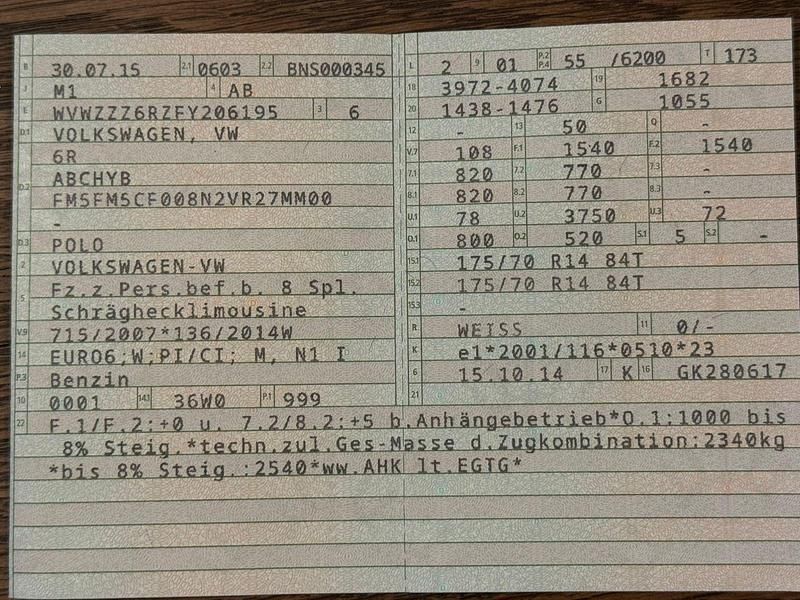 B 30.07.15 2.1 0603 2.2 BNS000345
J M1 4 AB
E WVWZZZ6RZFY206195 3 6
D.1 VOLKSWAGEN, VW
6R
D.2 ABCHYB
FM5FM5CF008N2VR27MM00
-
D.3 POLO
2 VOLKSWAGEN-VW
5 Fz.z.Pers.bef.b. 8 Spl.
Schräghecklimousine
V.9 715/2007*136/2014W
14 EURO6;W;PI/CI; M, N1 I
P.3 Benzin
10 0001 14.1 36W0 P.1 999
L 2 9 01 P.2 P.4 55 /6200 T 173
18 3972-4074 19 1682
20 1438-1476 G 1055
12 - 13 50 Q -
V.7 108 F.1 1540 F.2 1540
7.1 820 7.2 770 7.3 -
8.1 820 8.2 770 8.3 -
U.1 78 U.2 3750 U.3 72
O.1 800 O.2 520 S.1 5 S.2 -
15.1 175/70 R14 84T
15.2 175/70 R14 84T
15.3 -
R WEISS 11 0/-
K e1*2001/116*0510*23
6 15.10.14 17 K 16 GK280617
21
22 F.1/F.2:+0 u. 7.2/8.2:+5 b.Anhängebetrieb*O.1:1000 bis
8% Steig.*techn.zul.Ges-Masse d.Zugkombination:2340kg
*bis 8% Steig.:2540*ww.AHK lt.EGTG*